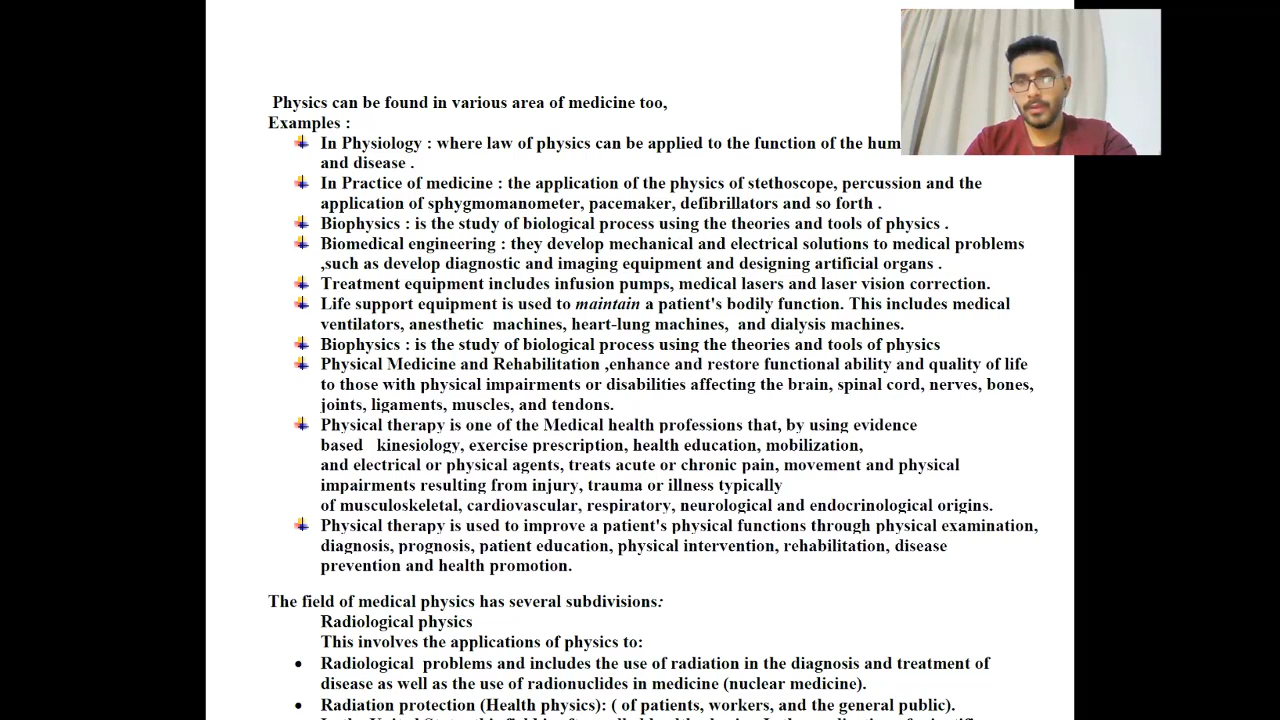 Physics can be found in various area of medicine too,
Examples :
In Physiology : where law of physics can be applied to the function of the
and disease .
In Practice of medicine : the application of the physics of stethoscope, percussion and the
application of sphygmomanometer, pacemaker, defibrillators and so forth .
Biophysics : is the study of biological process using the theories and tools of physics .
Biomedical engineering : they develop mechanical and electrical solutions to medical problems
,such as develop diagnostic and imaging equipment and designing artificial organs .
Treatment equipment includes infusion pumps, medical lasers and laser vision correction.
Life support equipment is used to maintain a patient's bodily function. This includes medical
ventilators, anesthetic machines, heart-lung machines, and dialysis machines.
Biophysics : is the study of biological process using the theories and tools of physics
Physical Medicine and Rehabilitation ,enhance and restore functional ability and quality of life
to those with physical impairments or disabilities affecting the brain, spinal cord, nerves, bones,
joints, ligaments, muscles, and tendons.
Physical therapy is one of the Medical health professions that, by using evidence
based kinesiology, exercise prescription, health education, mobilization,
and electrical or physical agents, treats acute or chronic pain, movement and physical
impairments resulting from injury, trauma or illness typically
of musculoskeletal, cardiovascular, respiratory, neurological and endocrinological origins.
Physical therapy is used to improve a patient's physical functions through physical examination,
diagnosis, prognosis, patient education, physical intervention, rehabilitation, disease
prevention and health promotion.
The field of medical physics has several subdivisions:
Radiological physics
This involves the applications of physics to:
Radiological problems and includes the use of radiation in the diagnosis and treatment of
disease as well as the use of radionuclides in medicine (nuclear medicine).
Radiation protection (Health physics): ( of patients, workers, and the general public).